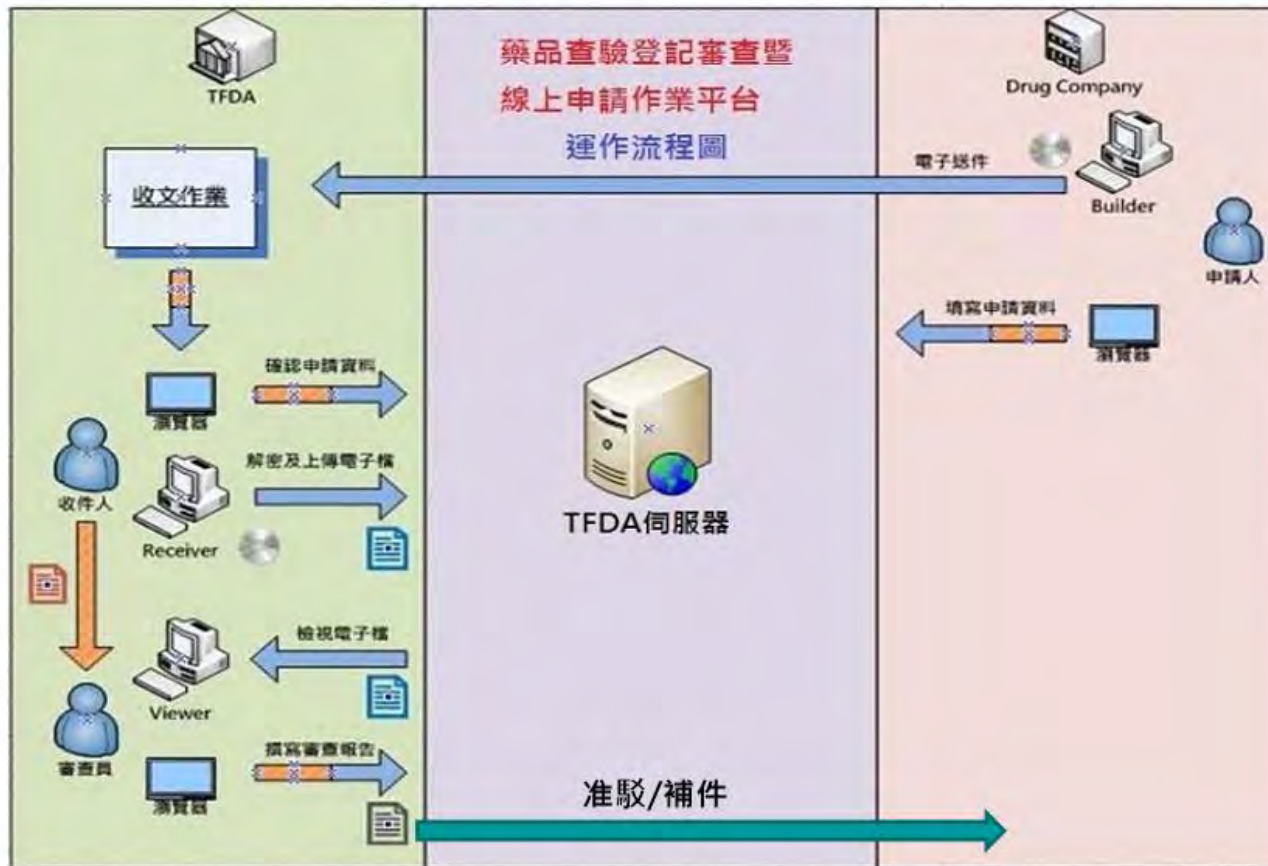 TFDA
藥品查驗登記審查暨
線上申請作業平台
運作流程圖
Drug Company
收文作業
電子送件
Builder
申請人
填寫申請資料
瀏覽器
確認申請資料
瀏覽器
解密及上傳電子檔
收件人
Receiver
TFDA伺服器
檢視電子檔
Viewer
審查員
撰寫審查報告
瀏覽器
准駁/補件